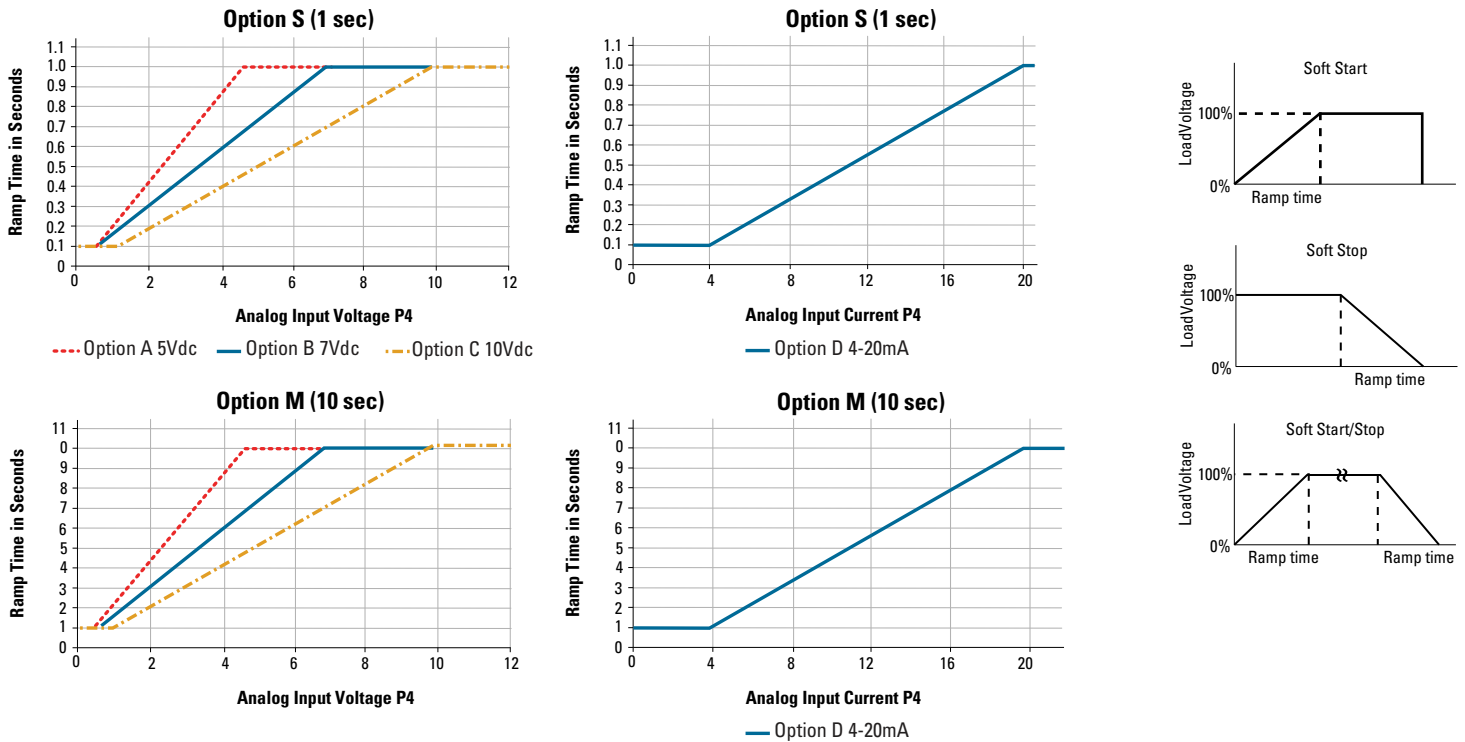 Option S (1 sec)
1.1
1.0
0.9
0.8
0.7
0.6
0.5
0.4
0.3
0.2
0.1
0
Ramp Time in Seconds
0 2 4 6 8 10 12
Analog Input Voltage P4
Option A 5Vdc Option B 7Vdc Option C 10Vdc
Option S (1 sec)
1.1
1.0
0.9
0.8
0.7
0.6
0.5
0.4
0.3
0.2
0.1
0
Ramp Time in Seconds
0 4 8 12 16 20
Analog Input Current P4
Option D 4-20mA
Option M (10 sec)
11
0
9
8
7
6
5
4
3
2
1
0
Ramp Time in Seconds
0 2 4 6 8 10 12
Analog Input Voltage P4
Option M (10 sec)
11
0
9
8
7
6
5
4
3
2
1
0
Ramp Time in Seconds
0 4 8 12 16 20
Analog Input Current P4
Option D 4-20mA
Soft Start
LoadVoltage
100%
0%
Ramp time
Soft Stop
LoadVoltage
100%
0%
Ramp time
Soft Start/Stop
LoadVoltage
100%
0%
Ramp time Ramp time